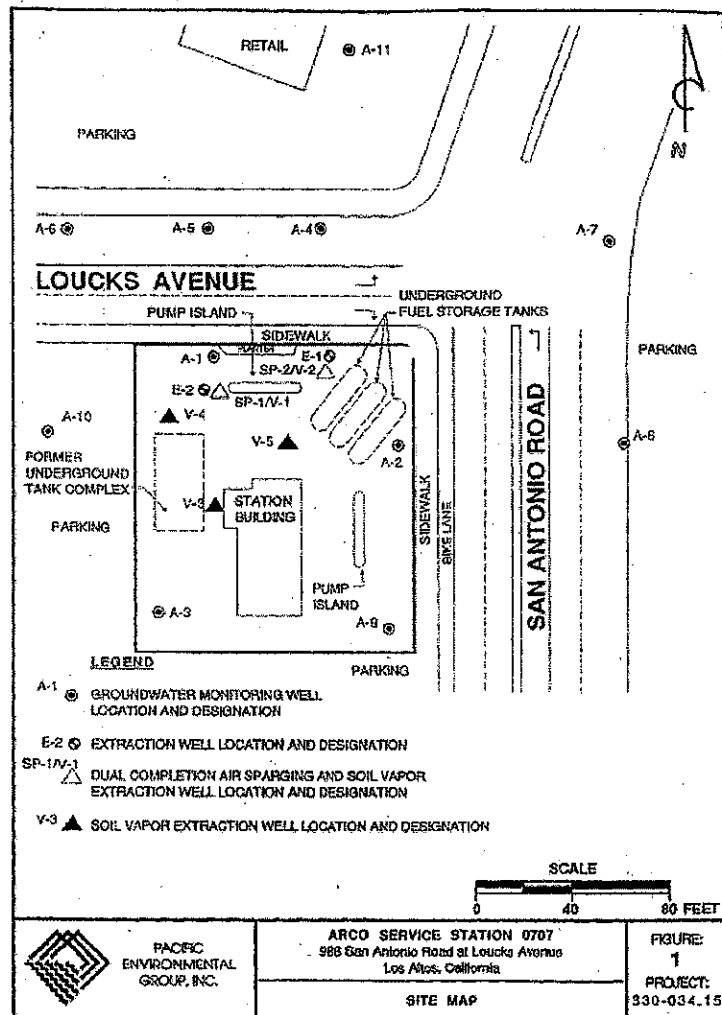 RETAIL
A-11
PARKING
N
A-6
A-5
A-4
A-7
LOUCKS AVENUE
UNDERGROUND
FUEL STORAGE TANKS
PUMP ISLAND
SIDEWALK
PLANTER
PARKING
A-1
E-1
SP-2/V-2
E-2
SP-1/V-1
A-10
V-4
V-5
A-2
A-8
FORMER
UNDERGROUND
TANK COMPLEX
V-3
STATION
BUILDING
PARKING
SIDEWALK
BIKE LANE
SAN ANTONIO ROAD
PUMP
ISLAND
A-3
A-9
PARKING
LEGEND
A-1
GROUNDWATER MONITORING WELL
LOCATION AND DESIGNATION
E-2 EXTRACTION WELL LOCATION AND DESIGNATION
SP-1/V-1
DUAL COMPLETION AIR SPARGING AND SOIL VAPOR
EXTRACTION WELL LOCATION AND DESIGNATION
V-3 SOIL VAPOR EXTRACTION WELL LOCATION AND DESIGNATION
SCALE
0 40 80 FEET
PACIFIC
ENVIRONMENTAL
GROUP, INC.
ARCO SERVICE STATION 0707
San Antonio Road at Loucks Avenue
Los Altos, California
SITE MAP
FIGURE:
1
PROJECT:
330-034.15